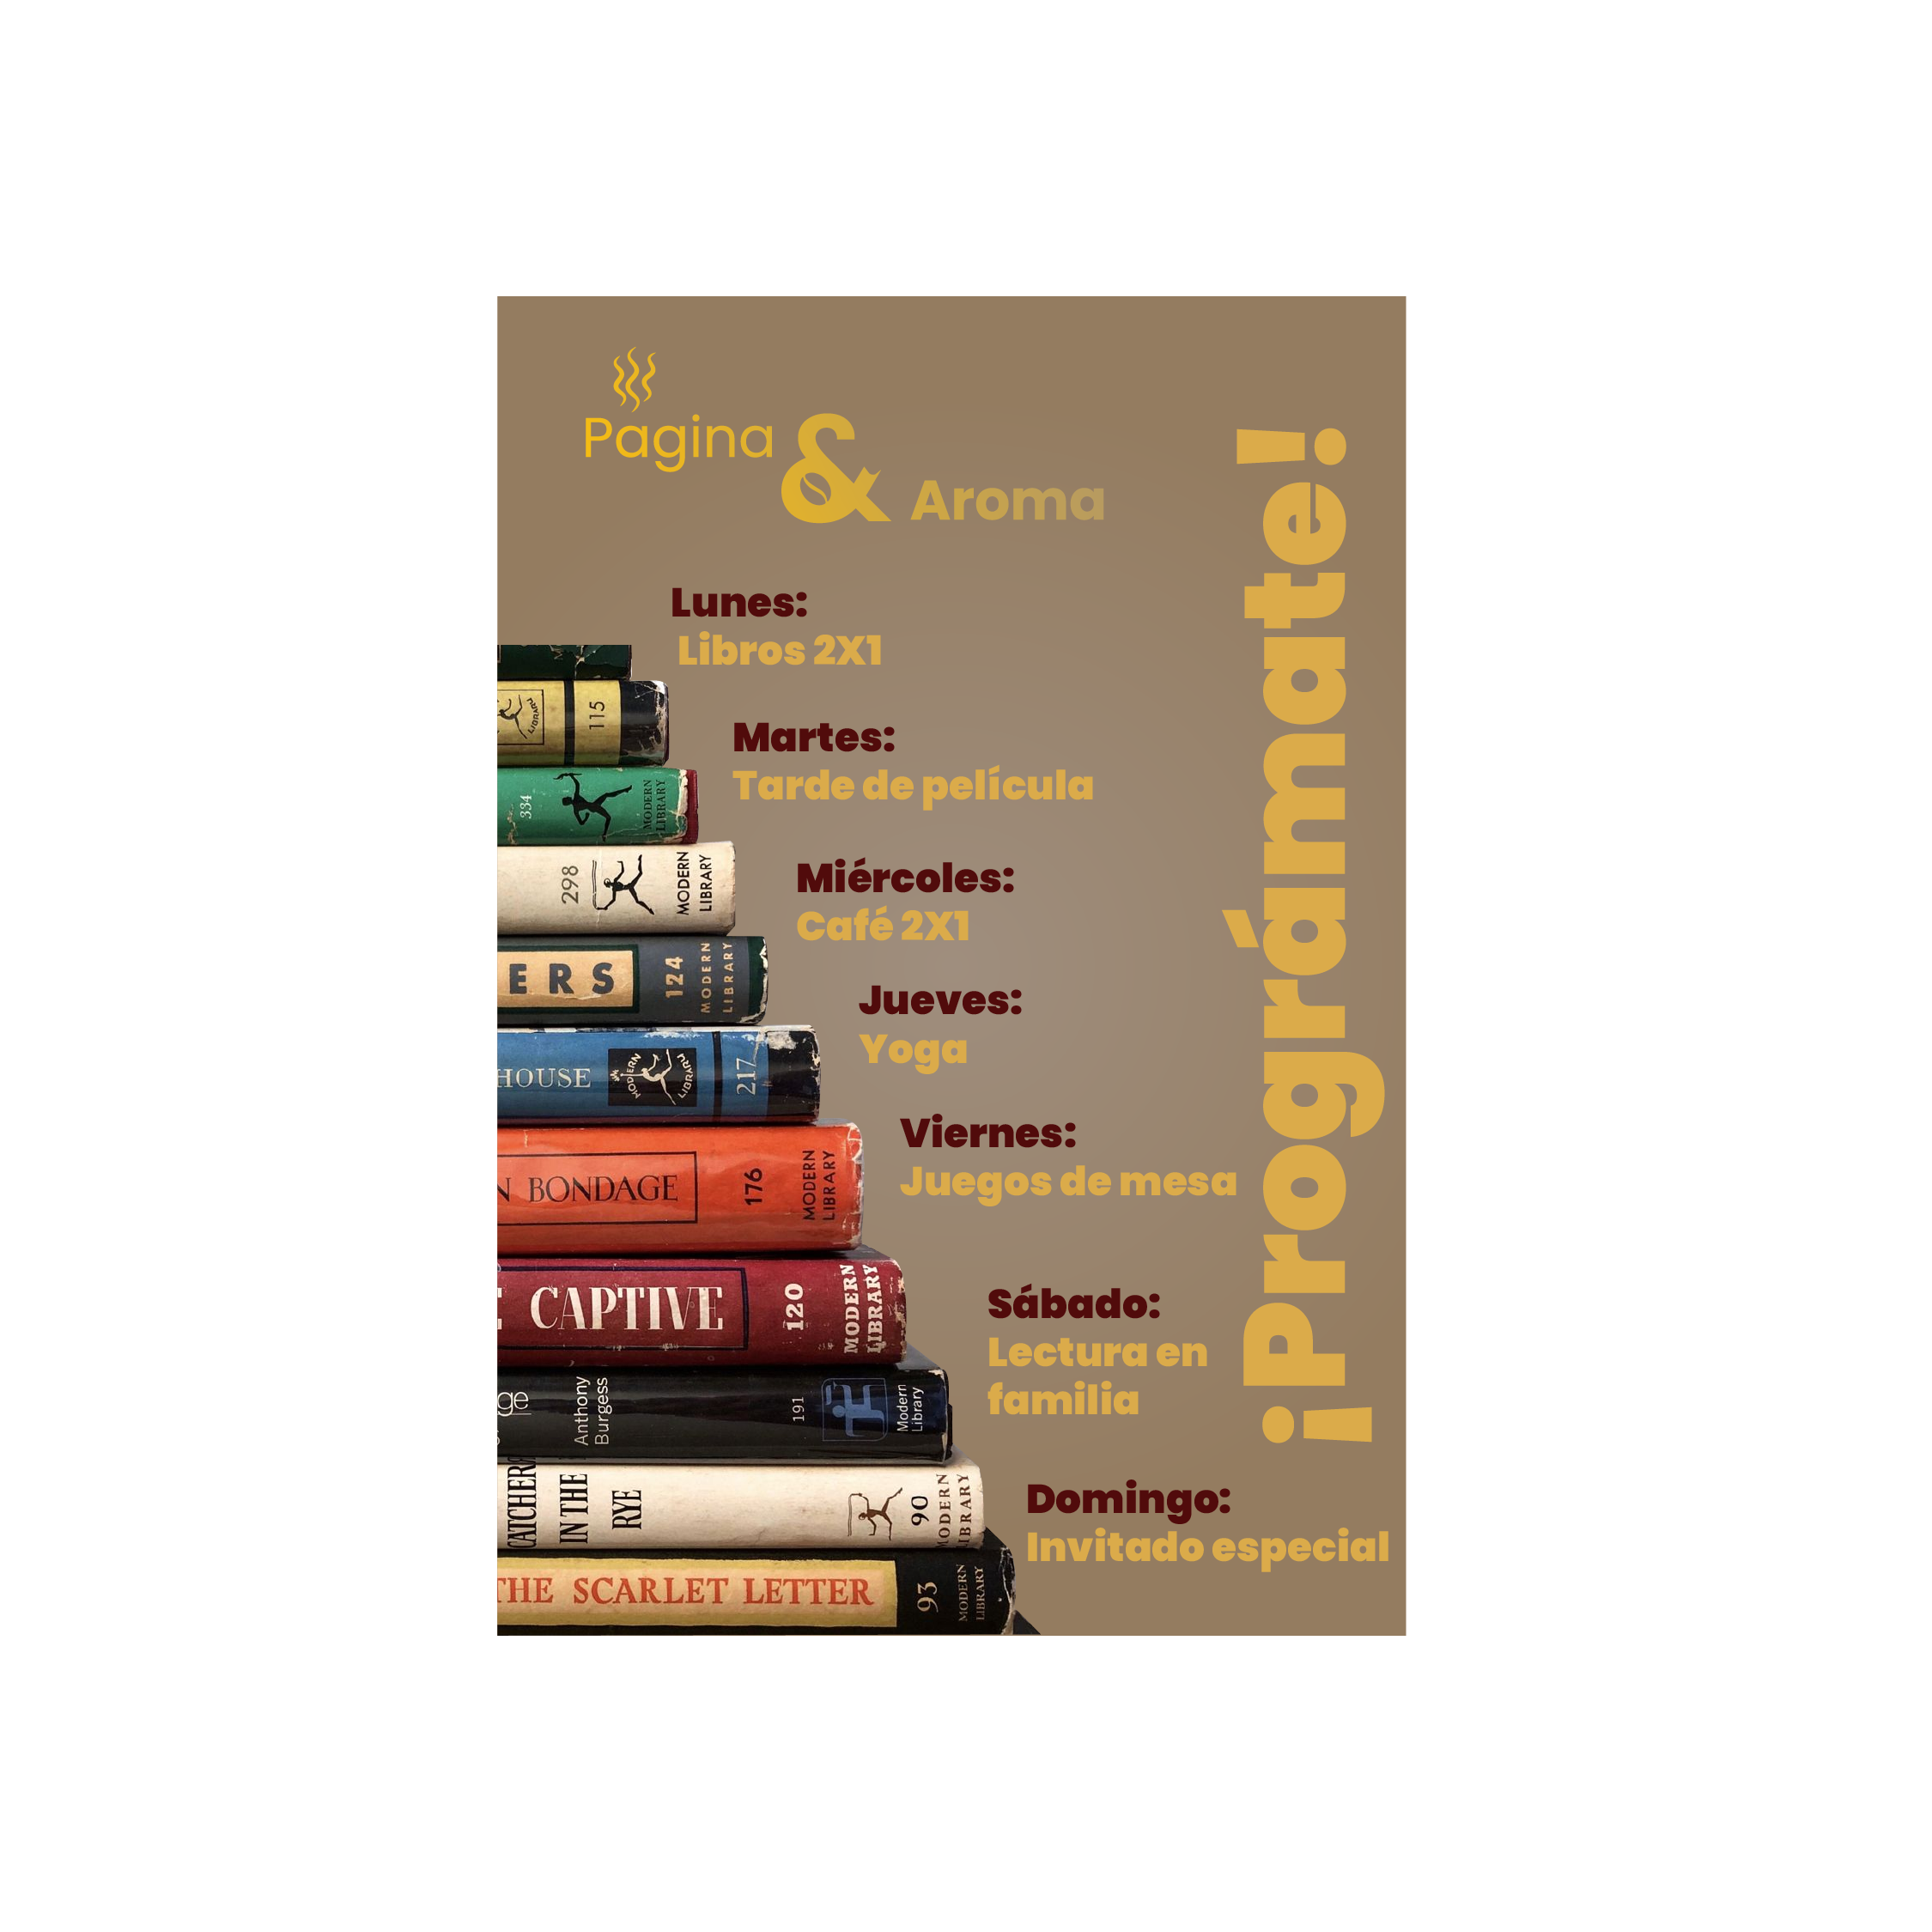 Pagina
&
Aroma
¡Prográmate!
Lunes:
Libros 2X1
115
LIBRARY
Martes:
Tarde de película
334
MODERN
LIBRARY
Miércoles:
Café 2X1
298
MODERN
LIBRARY
ERS
124
MODERN
LIBRARY
Jueves:
Yoga
HOUSE
MODERN
LIBRARY
217
Viernes:
Juegos de mesa
N BONDAGE
176
MODERN
LIBRARY
Sábado:
Lectura en
familia
CAPTIVE
120
MODERN
LIBRARY
Anthony
Burgess
191
Modern
Library
Domingo:
Invitado especial
CATCHER
IN THE
RYE
90
MODERN
LIBRARY
THE SCARLET LETTER
93
MODERN
LIBRARY